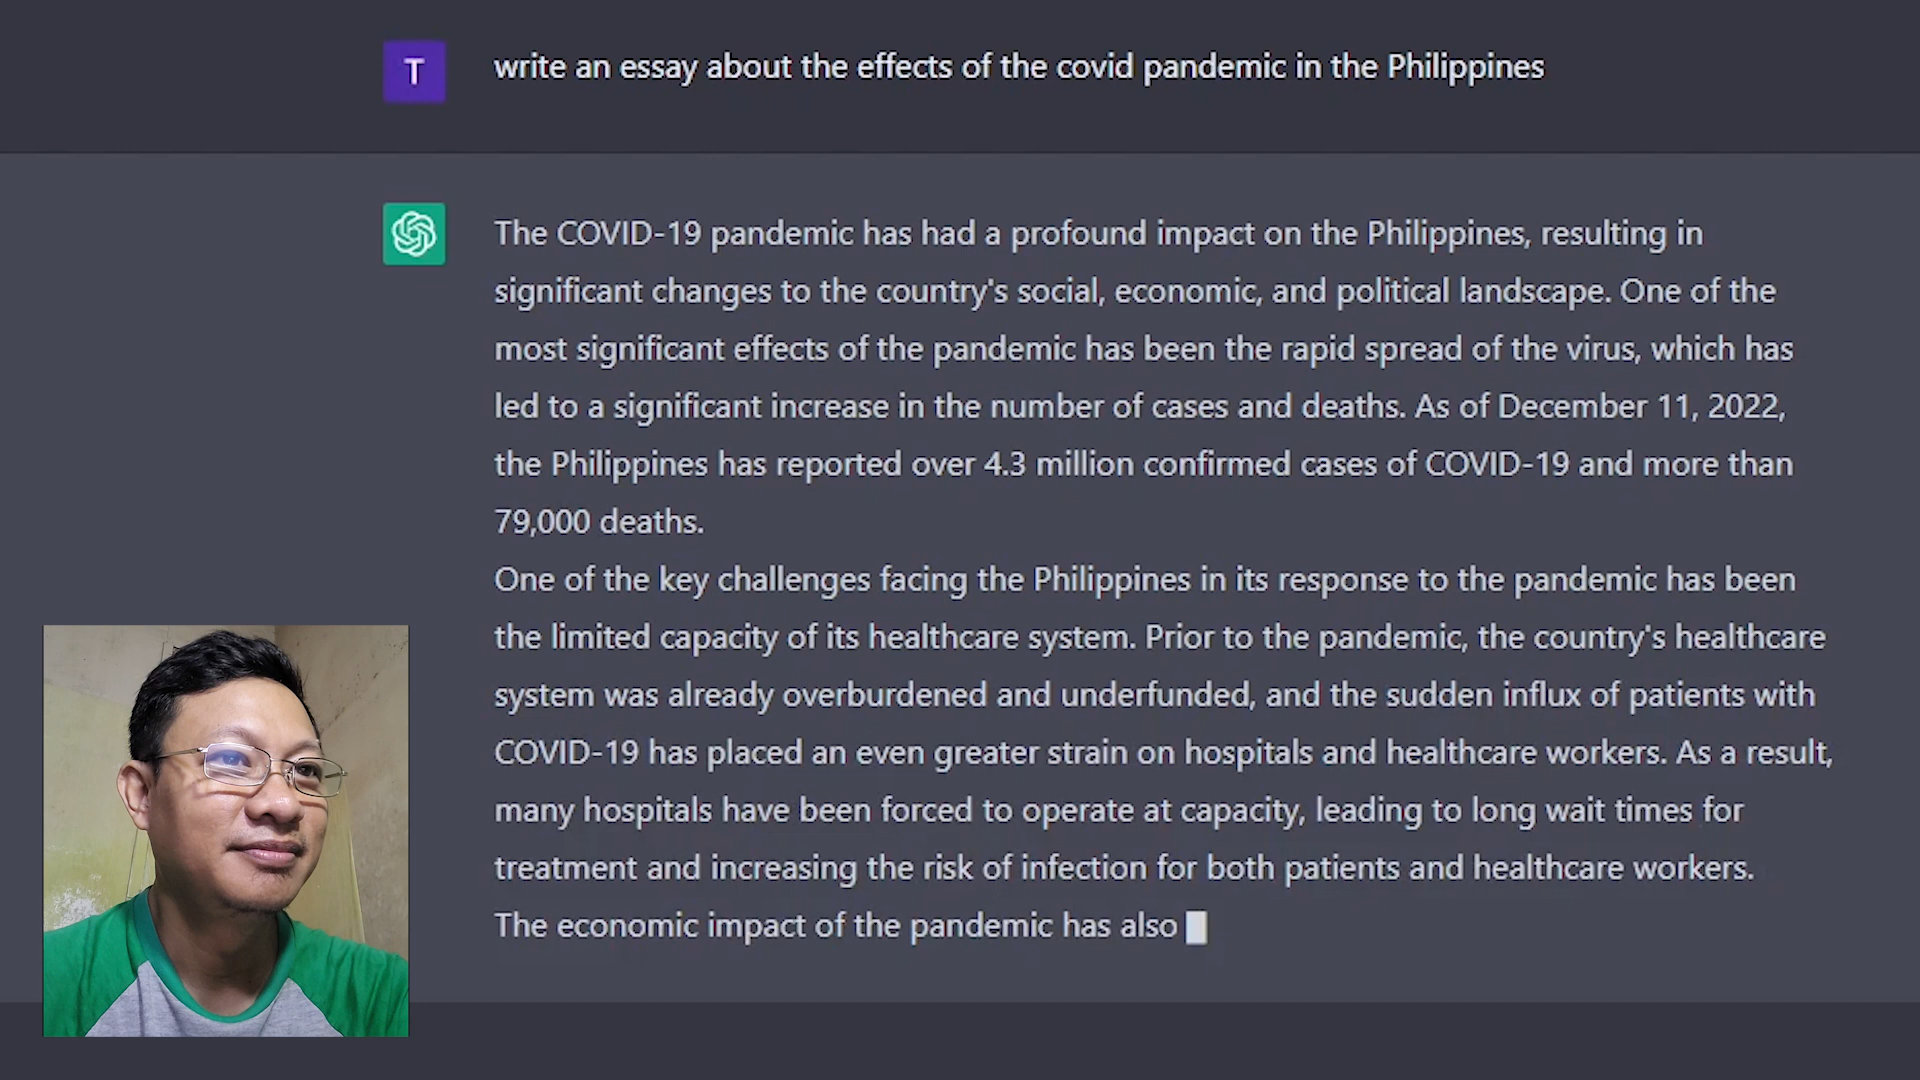 T
write an essay about the effects of the covid pandemic in the Philippines
The COVID-19 pandemic has had a profound impact on the Philippines, resulting in
significant changes to the country's social, economic, and political landscape. One of the
most significant effects of the pandemic has been the rapid spread of the virus, which has
led to a significant increase in the number of cases and deaths. As of December 11, 2022,
the Philippines has reported over 4.3 million confirmed cases of COVID-19 and more than
79,000 deaths.
One of the key challenges facing the Philippines in its response to the pandemic has been
the limited capacity of its healthcare system. Prior to the pandemic, the country's healthcare
system was already overburdened and underfunded, and the sudden influx of patients with
COVID-19 has placed an even greater strain on hospitals and healthcare workers. As a result,
many hospitals have been forced to operate at capacity, leading to long wait times for
treatment and increasing the risk of infection for both patients and healthcare workers.
The economic impact of the pandemic has also